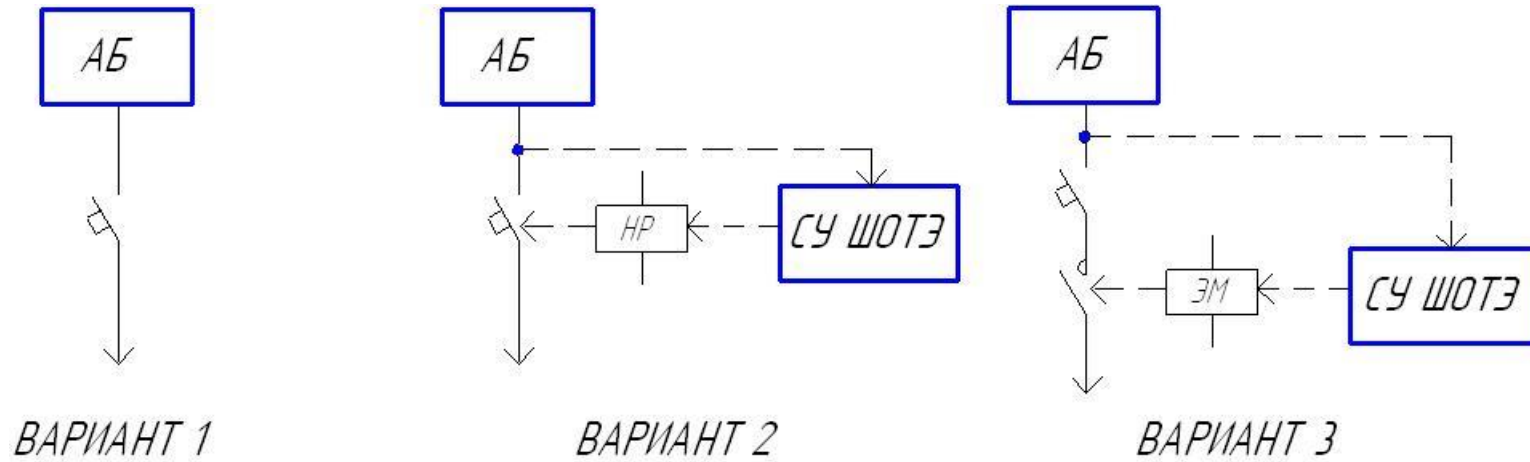 АБ
АБ
АБ
НР
СУ ШОТЭ
ЭМ
СУ ШОТЭ
ВАРИАНТ 1
ВАРИАНТ 2
ВАРИАНТ 3